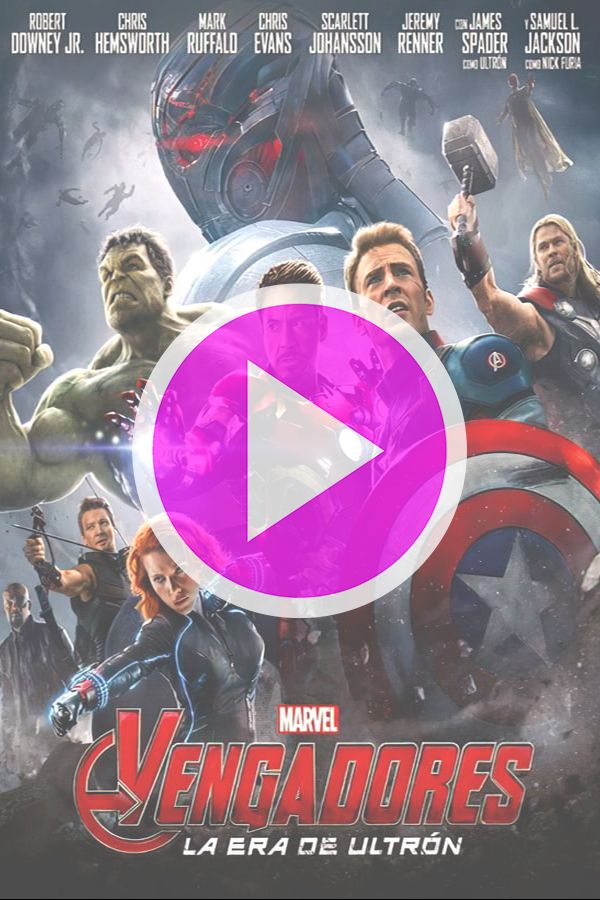 ROBERT CHRIS MARK CHRIS SCARLETT JEREMY CON JAMES Y SAMUEL L.
DOWNEY JR. HEMSWORTH RUFFALO EVANS JOHANSSON RENNER SPADER JACKSON
COMO ULTRÓN COMO NICK FURIA
MARVEL
VENGADORES
LA ERA DE ULTRÓN